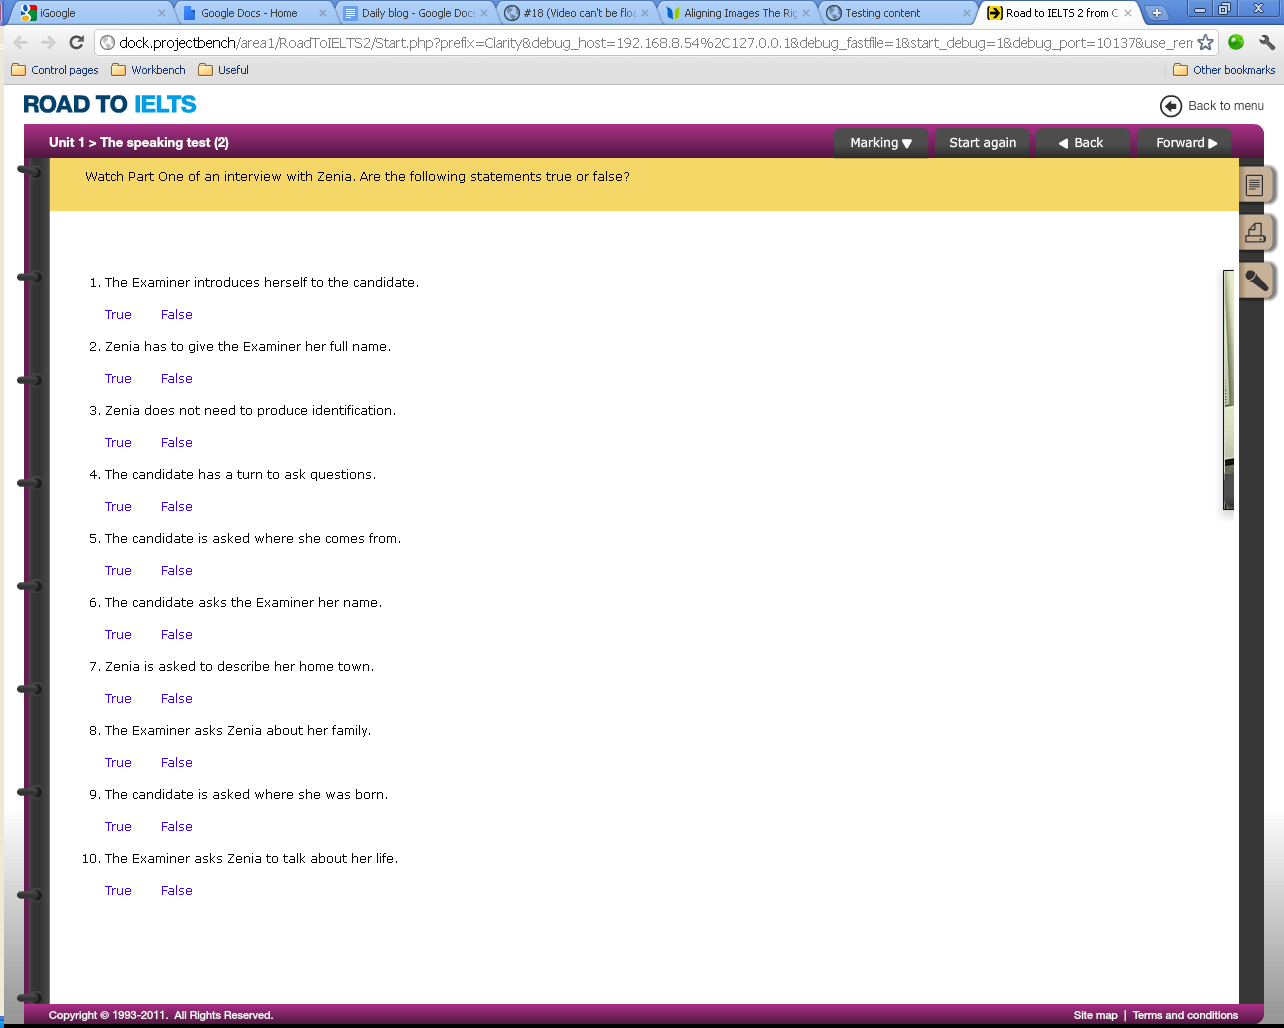 iGoogle
Google Docs - Home
Daily blog - Google Docs
#18 (Video can't be floa
Aligning Images The Rig
Testing content
Road to IELTS 2 from C
dock.projectbench/area1/RoadToIELTS2/Start.php?prefix=Clarity&debug_host=192.168.8.54%2C127.0.0.1&debug_fastfile=1&start_debug=1&debug_port=10137&use_rem
Control pages
Workbench
Useful
Other bookmarks
ROAD TO IELTS
Back to menu
Unit 1 > The speaking test (2)
Marking ▼
Start again
◀ Back
Forward ▶
Watch Part One of an interview with Zenia. Are the following statements true or false?
1. The Examiner introduces herself to the candidate.
True False
2. Zenia has to give the Examiner her full name.
True False
3. Zenia does not need to produce identification.
True False
4. The candidate has a turn to ask questions.
True False
5. The candidate is asked where she comes from.
True False
6. The candidate asks the Examiner her name.
True False
7. Zenia is asked to describe her home town.
True False
8. The Examiner asks Zenia about her family.
True False
9. The candidate is asked where she was born.
True False
10. The Examiner asks Zenia to talk about her life.
True False
Copyright © 1993-2011. All Rights Reserved.
Site map | Terms and conditions